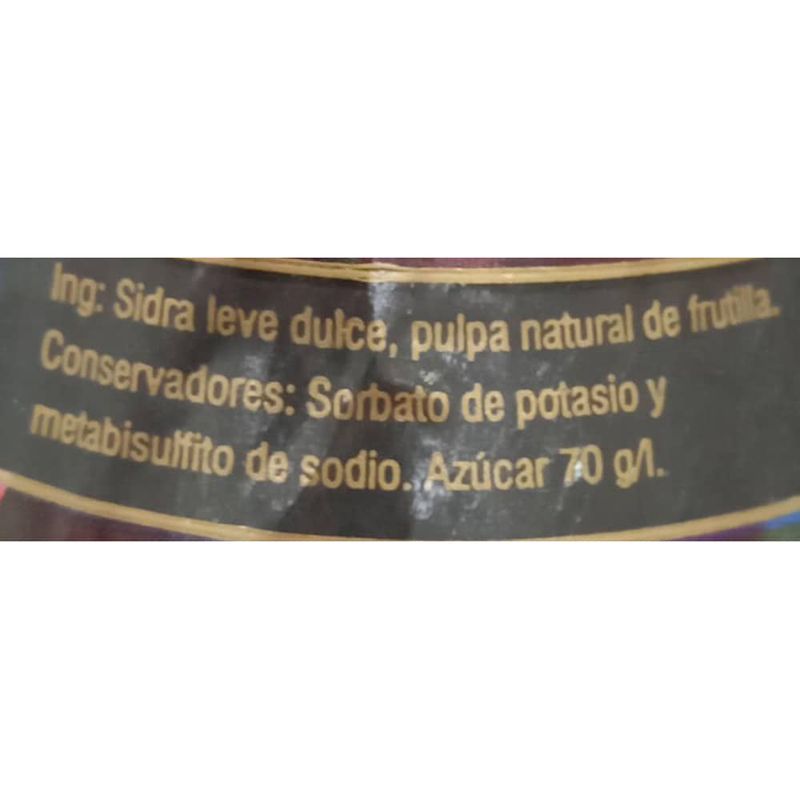 Ing: Sidra leve dulce, pulpa natural de frutilla.
Conservadores: Sorbato de potasio y
metabisulfito de sodio. Azúcar 70 g/l.